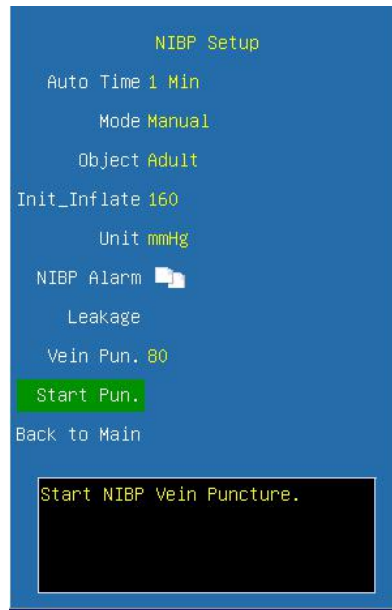 NIBP Setup
Auto Time 1 Min
Mode Manual
Object Adult
Init_Inflate 160
Unit mmHg
NIBP Alarm
Leakage
Vein Pun. 80
Start Pun.
Back to Main
Start NIBP Vein Puncture.